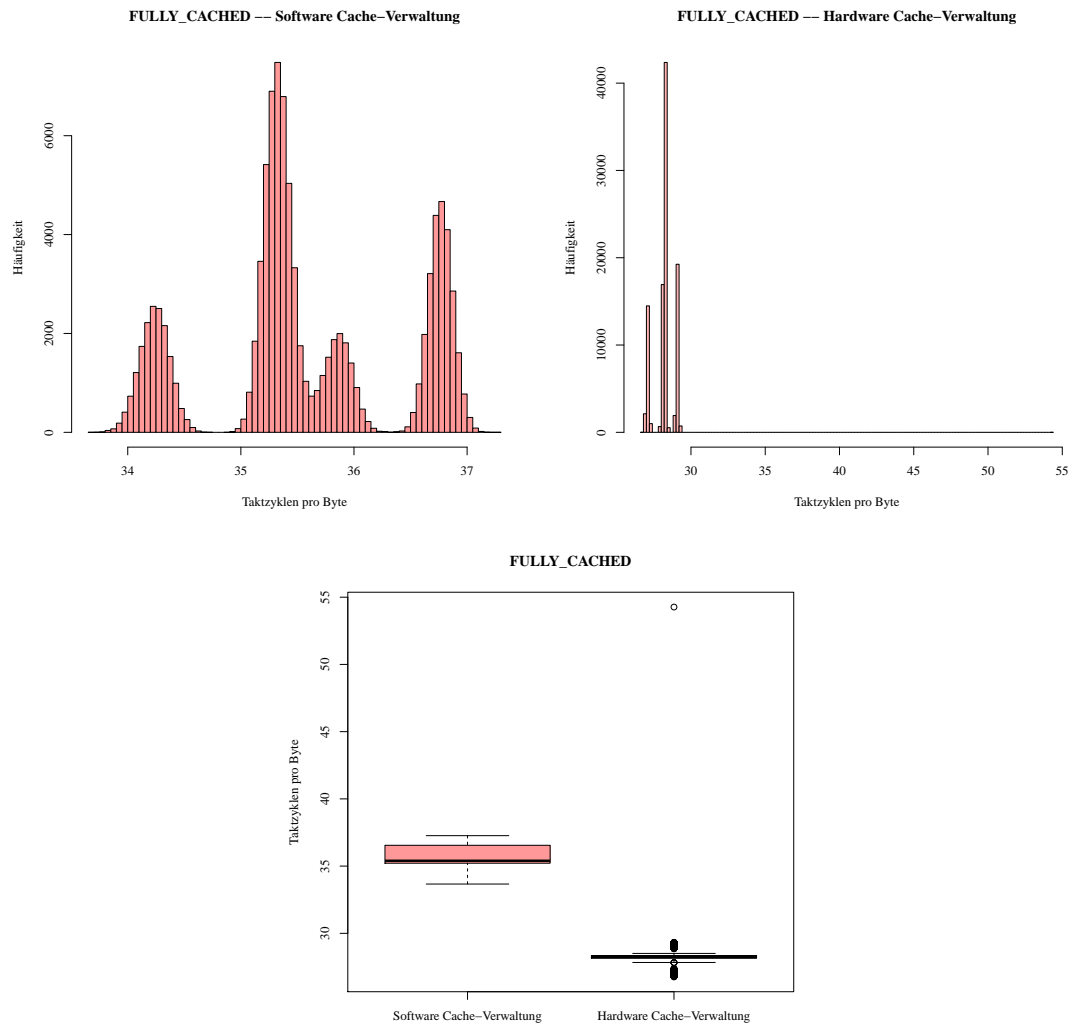 FULLY_CACHED −− Software Cache−Verwaltung
Häufigkeit
0
2000
4000
6000
34
35
36
37
Taktzyklen pro Byte
FULLY_CACHED −− Hardware Cache−Verwaltung
Häufigkeit
0
10000
20000
30000
40000
30
35
40
45
50
55
Taktzyklen pro Byte
FULLY_CACHED
Taktzyklen pro Byte
30
35
40
45
50
55
Software Cache−Verwaltung
Hardware Cache−Verwaltung